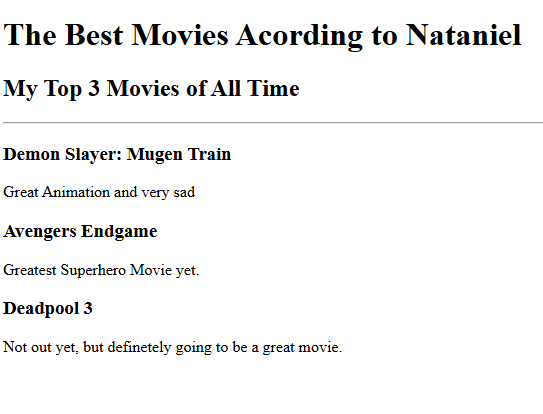 The Best Movies Acording to Nataniel
My Top 3 Movies of All Time
Demon Slayer: Mugen Train
Great Animation and very sad
Avengers Endgame
Greatest Superhero Movie yet.
Deadpool 3
Not out yet, but definetely going to be a great movie.